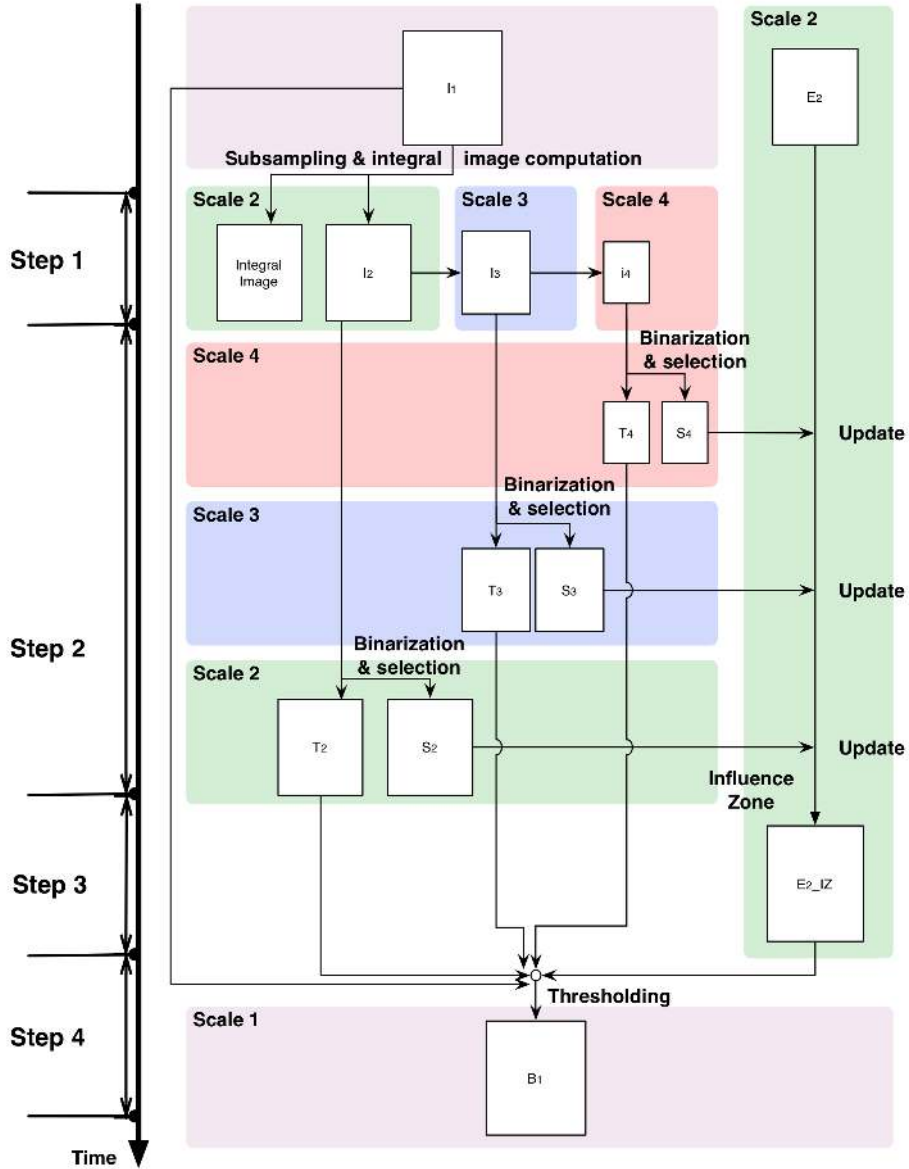 Scale 2
I1
E2
Subsampling & integral image computation
Scale 2
Scale 3
Scale 4
Step 1
Integral
Image
I2
I3
i4
Scale 4
Binarization
& selection
T4
S4
Update
Scale 3
Binarization
& selection
T3
S3
Update
Step 2
Scale 2
Binarization
& selection
T2
S2
Update
Influence
Zone
Step 3
E2_IZ
Thresholding
Scale 1
Step 4
B1
Time